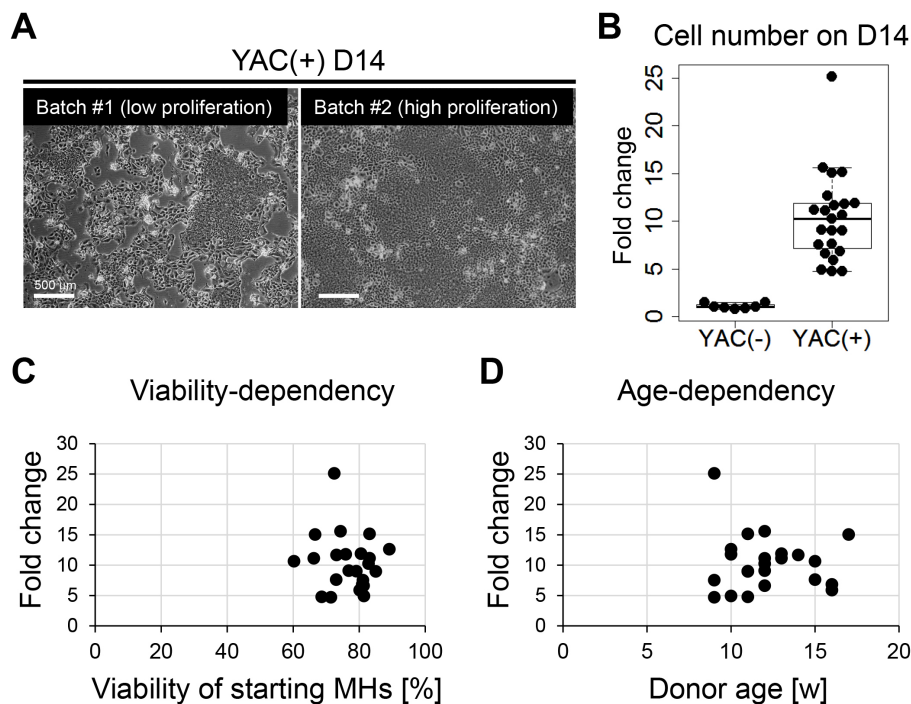 A
YAC(+) D14
Batch #1 (low proliferation)
Batch #2 (high proliferation)
500 μm
B
Cell number on D14
Fold change
25
20
15
10
5
0
YAC(-)
YAC(+)
C
Viability-dependency
Fold change
30
25
20
15
10
5
0
0
20
40
60
80
100
Viability of starting MHs [%]
D
Age-dependency
Fold change
30
25
20
15
10
5
0
0
5
10
15
20
Donor age [w]